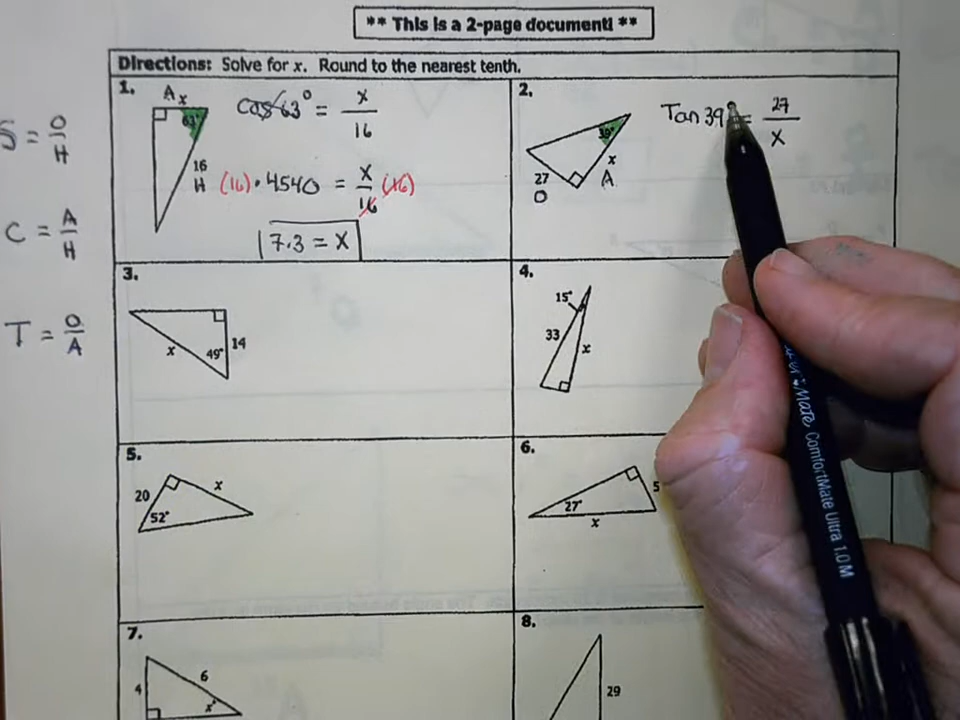 ** This is a 2-page document! **
Directions: Solve for x. Round to the nearest tenth.
S = O/H
C = A/H
T = O/A
1.
A x
63°
16
H
cos 63° = x/16
(16) .4540 = x/16 (16)
7.3 = x
2.
39°
27
O
x
A
Tan 39° = 27/x
3.
x
49°
14
4.
15°
33
x
5.
20
52°
x
6.
27°
5
x
7.
4
6
x°
8.
29
ComfortMate Ultra 1.0 M